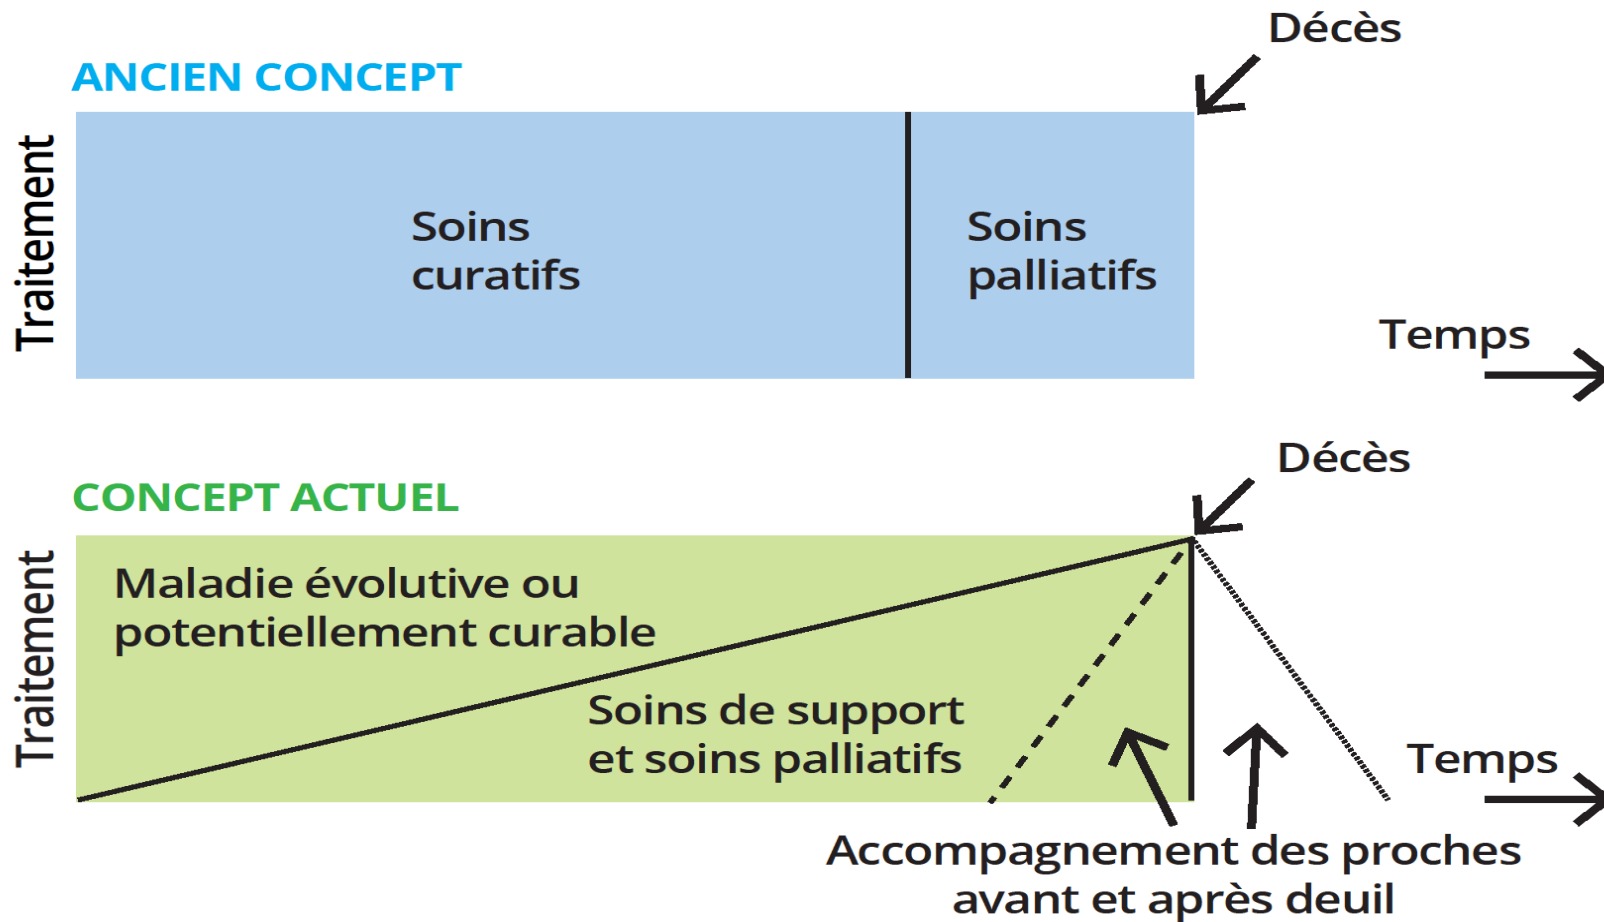 Décès
ANCIEN CONCEPT
Traitement
Soins
curatifs
Soins
palliatifs
Temps
Décès
CONCEPT ACTUEL
Traitement
Maladie évolutive ou
potentiellement curable
Soins de support
et soins palliatifs
Temps
Accompagnement des proches
avant et après deuil